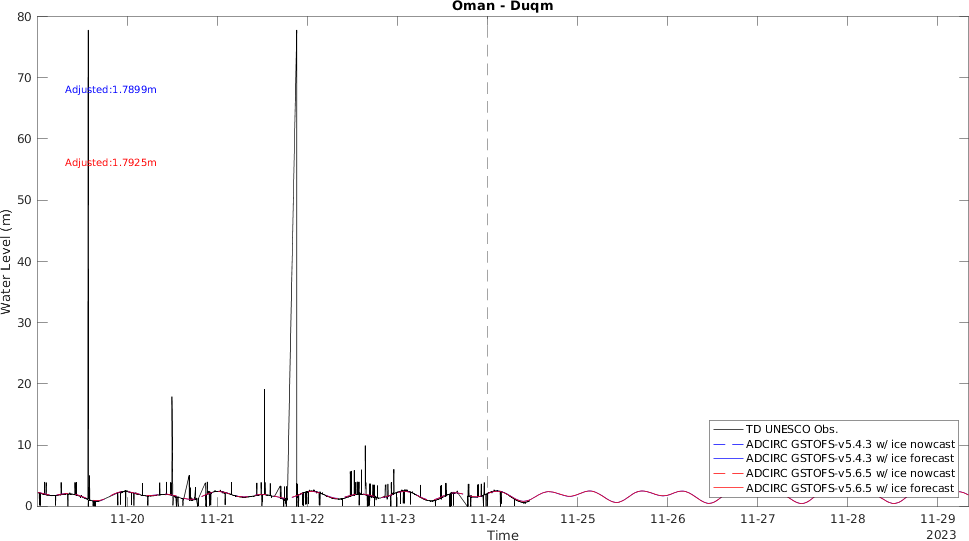 Oman - Duqm
80
70
60
50
40
30
20
10
0
Water Level (m)
Adjusted:1.7899m
Adjusted:1.7925m
TD UNESCO Obs.
ADCIRC GSTOFS-v5.4.3 w/ ice nowcast
ADCIRC GSTOFS-v5.4.3 w/ ice forecast
ADCIRC GSTOFS-v5.6.5 w/ ice nowcast
ADCIRC GSTOFS-v5.6.5 w/ ice forecast
11-20 11-21 11-22 11-23 11-24 11-25 11-26 11-27 11-28 11-29
Time 2023